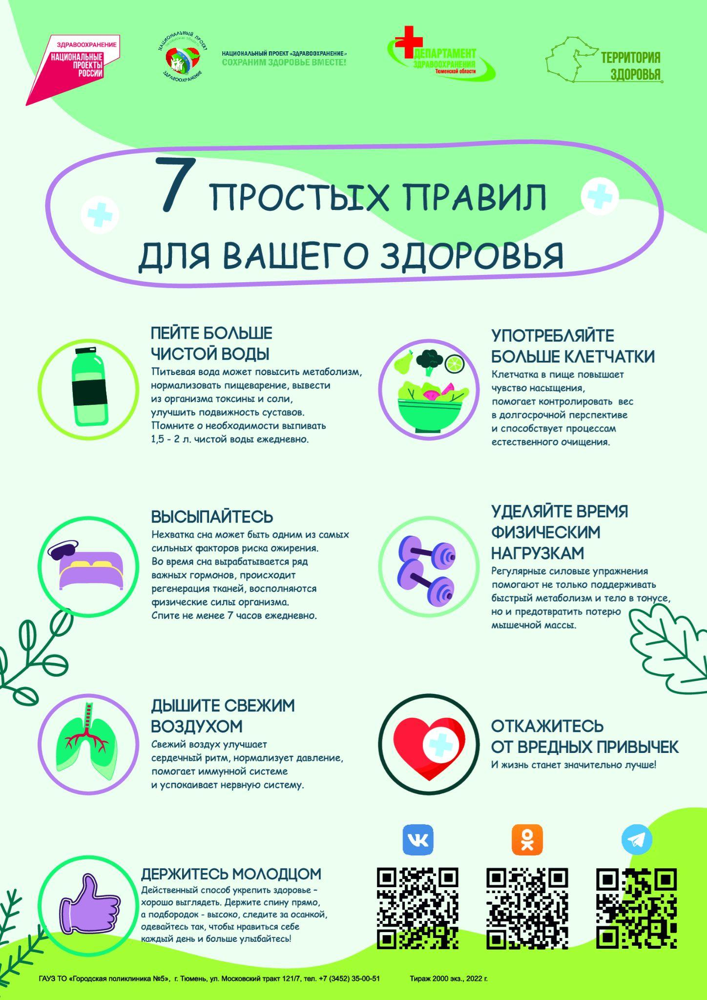 ЗДРАВООХРАНЕНИЕ
НАЦИОНАЛЬНЫЕ
ПРОЕКТЫ
РОССИИ
НАЦИОНАЛЬНЫЙ ПРОЕКТ
Тюменская область
ЗДРАВООХРАНЕНИЕ
НАЦИОНАЛЬНЫЙ ПРОЕКТ «ЗДРАВООХРАНЕНИЕ»
СОХРАНИМ ЗДОРОВЬЕ ВМЕСТЕ!
ДЕПАРТАМЕНТ
ЗДРАВООХРАНЕНИЯ
Тюменской области
ТЕРРИТОРИЯ
ЗДОРОВЬЯ
7 ПРОСТЫХ ПРАВИЛ
ДЛЯ ВАШЕГО ЗДОРОВЬЯ
ПЕЙТЕ БОЛЬШЕ
ЧИСТОЙ ВОДЫ
Питьевая вода может повысить метаболизм,
нормализовать пищеварение, вывести
из организма токсины и соли,
улучшить подвижность суставов.
Помните о необходимости выпивать
1,5 - 2 л. чистой воды ежедневно.
УПОТРЕБЛЯЙТЕ
БОЛЬШЕ КЛЕТЧАТКИ
Клетчатка в пище повышает
чувство насыщения,
помогает контролировать вес
в долгосрочной перспективе
и способствует процессам
естественного очищения.
ВЫСЫПАЙТЕСЬ
Нехватка сна может быть одним из самых
сильных факторов риска ожирения.
Во время сна вырабатывается ряд
важных гормонов, происходит
регенерация тканей, восполняются
физические силы организма.
Спите не менее 7 часов ежедневно.
УДЕЛЯЙТЕ ВРЕМЯ
ФИЗИЧЕСКИМ
НАГРУЗКАМ
Регулярные силовые упражнения
помогают не только поддерживать
быстрый метаболизм и тело в тонусе,
но и предотвратить потерю
мышечной массы.
ДЫШИТЕ СВЕЖИМ
ВОЗДУХОМ
Свежий воздух улучшает
сердечный ритм, нормализует давление,
помогает иммунной системе
и успокаивает нервную систему.
ОТКАЖИТЕСЬ
ОТ ВРЕДНЫХ ПРИВЫЧЕК
И жизнь станет значительно лучше!
ДЕРЖИТЕСЬ МОЛОДЦОМ
Действенный способ укрепить здоровье –
хорошо выглядеть. Держите спину прямо,
а подбородок - высоко, следите за осанкой,
одевайтесь так, чтобы нравиться себе
каждый день и больше улыбайтесь!
ГАУЗ ТО «Городская поликлиника №5», г. Тюмень, ул. Московский тракт 121/7, тел. +7 (3452) 35-00-51 Тираж 2000 экз., 2022 г.